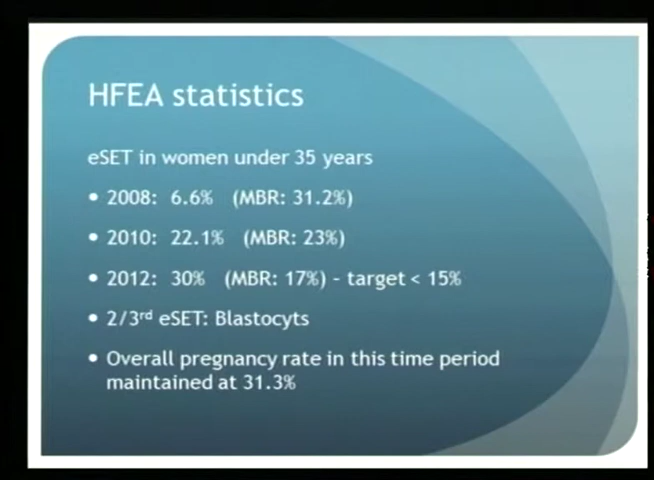 HFEA statistics
eSET in women under 35 years
• 2008: 6.6% (MBR: 31.2%)
• 2010: 22.1% (MBR: 23%)
• 2012: 30% (MBR: 17%) – target < 15%
• 2/3rd eSET: Blastocyts
• Overall pregnancy rate in this time period
maintained at 31.3%